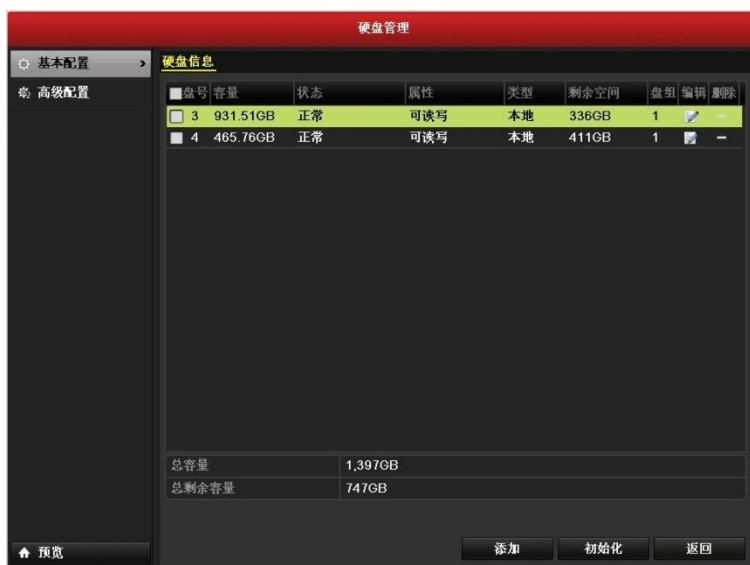 硬盘管理
基本配置
高级配置
硬盘信息
盘号 容量 状态 属性 类型 剩余空间 盘组 编辑 删除
3 931.51GB 正常 可读写 本地 336GB 1 —
4 465.76GB 正常 可读写 本地 411GB 1 —
总容量 1,397GB
总剩余容量 747GB
预览 添加 初始化 返回